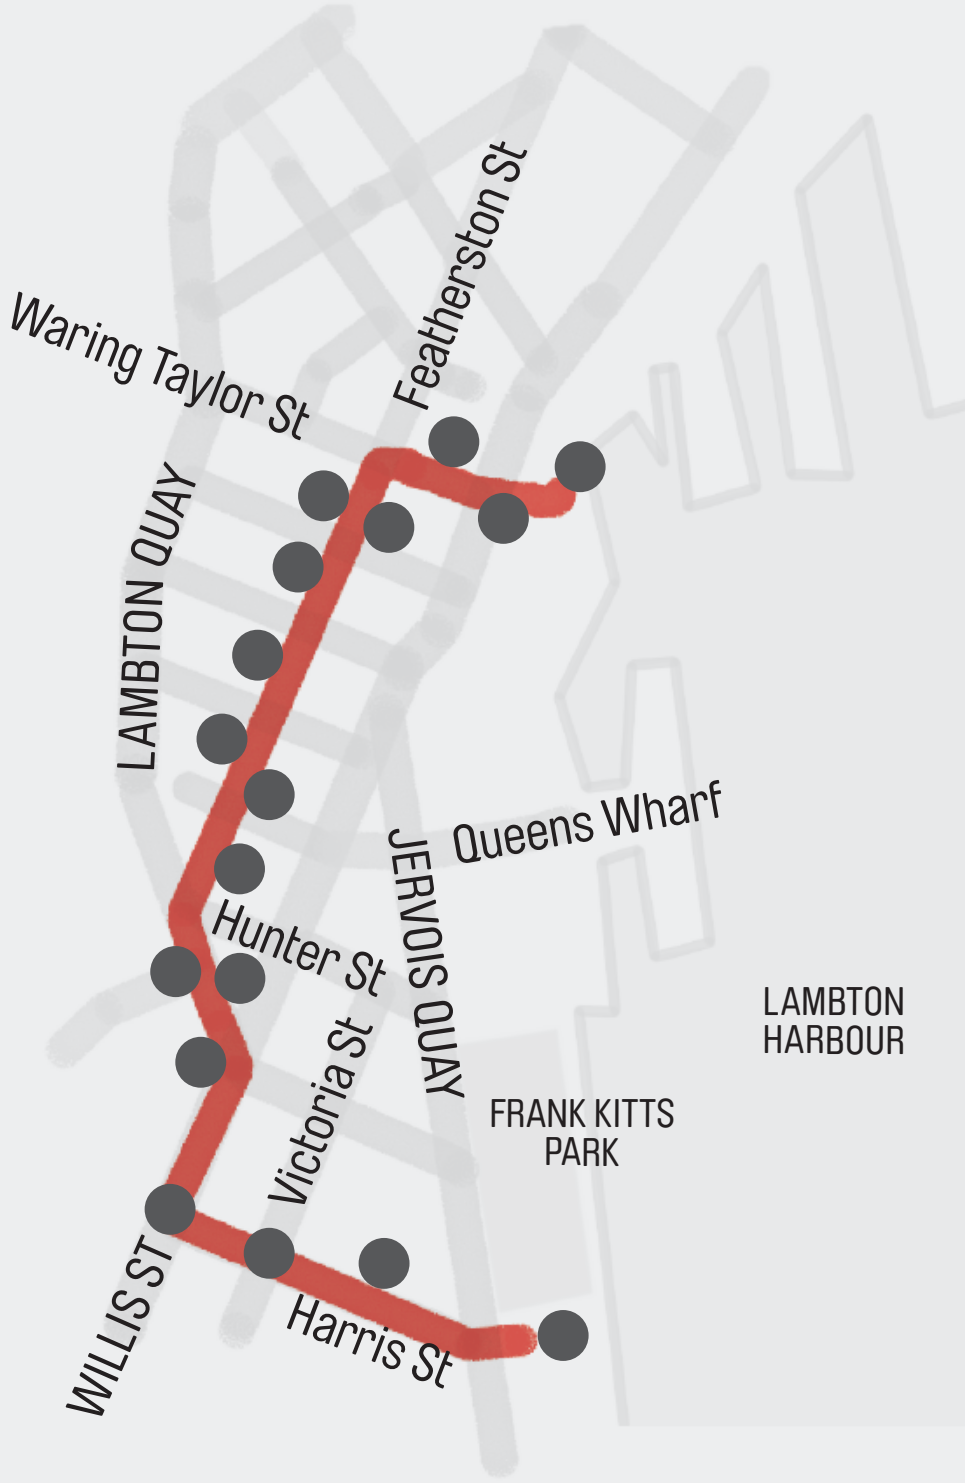 Featherston St
Waring Taylor St
LAMBTON QUAY
Queens Wharf
JERVOIS QUAY
Hunter St
LAMBTON
HARBOUR
Victoria St
FRANK KITTS
PARK
WILLIS ST
Harris St